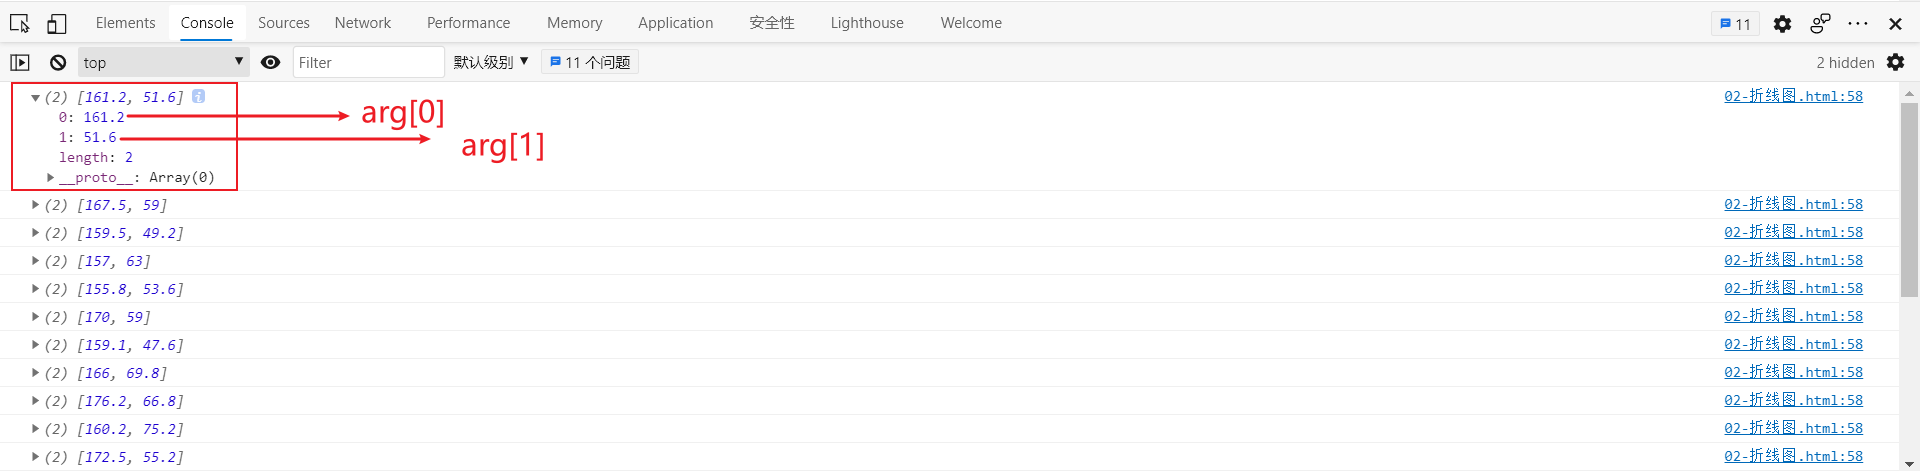 Elements Console Sources Network Performance Memory Application 安全性 Lighthouse Welcome 11
top Filter 默认级别 11 个问题 2 hidden
(2) [161.2, 51.6] 02-折线图.html:58
0: 161.2 arg[0]
1: 51.6 arg[1]
length: 2
__proto__: Array(0)
(2) [167.5, 59] 02-折线图.html:58
(2) [159.5, 49.2] 02-折线图.html:58
(2) [157, 63] 02-折线图.html:58
(2) [155.8, 53.6] 02-折线图.html:58
(2) [170, 59] 02-折线图.html:58
(2) [159.1, 47.6] 02-折线图.html:58
(2) [166, 69.8] 02-折线图.html:58
(2) [176.2, 66.8] 02-折线图.html:58
(2) [160.2, 75.2] 02-折线图.html:58
(2) [172.5, 55.2] 02-折线图.html:58